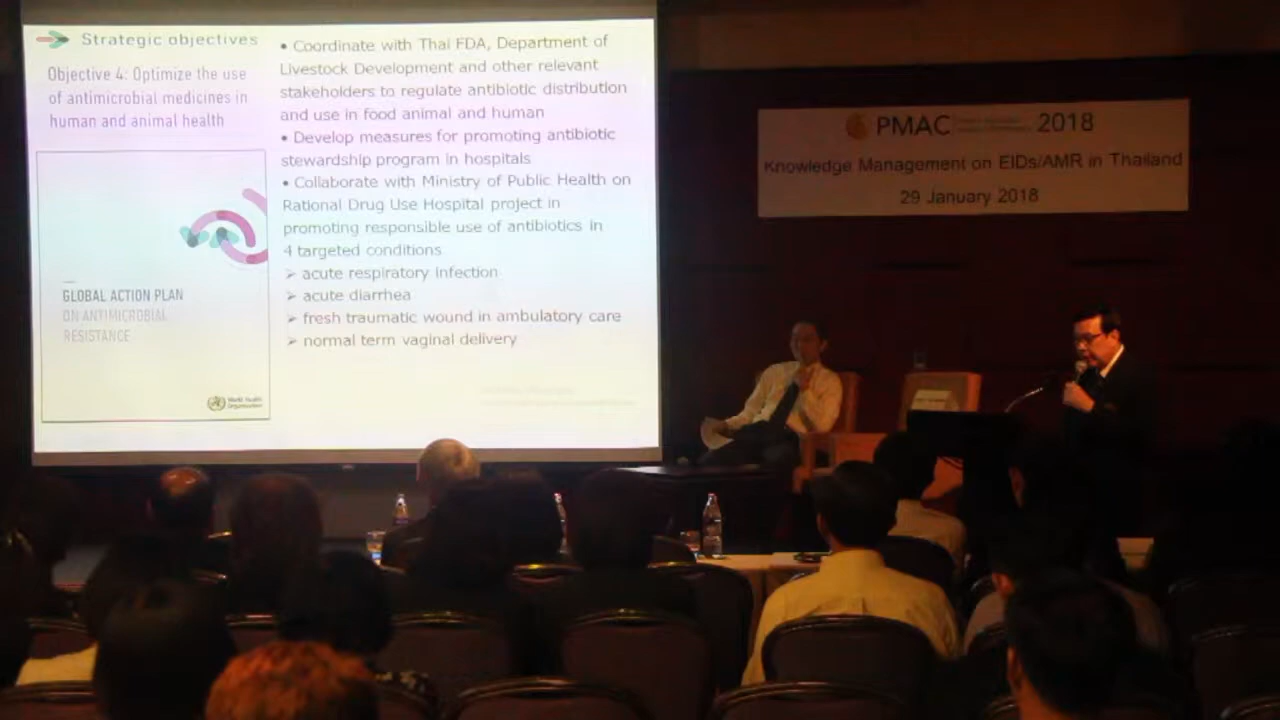 Strategic objectives
Objective 4: Optimize the use
of antimicrobial medicines in
human and animal health
GLOBAL ACTION PLAN
ON ANTIMICROBIAL
RESISTANCE
World Health
Organization
• Coordinate with Thai FDA, Department of
Livestock Development and other relevant
stakeholders to regulate antibiotic distribution
and use in food animal and human
• Develop measures for promoting antibiotic
stewardship program in hospitals
• Collaborate with Ministry of Public Health on
Rational Drug Use Hospital project in
promoting responsible use of antibiotics in
4 targeted conditions
➢ acute respiratory infection
➢ acute diarrhea
➢ fresh traumatic wound in ambulatory care
➢ normal term vaginal delivery
PMAC 2018
Knowledge Management on EIDs/AMR in Thailand
29 January 2018